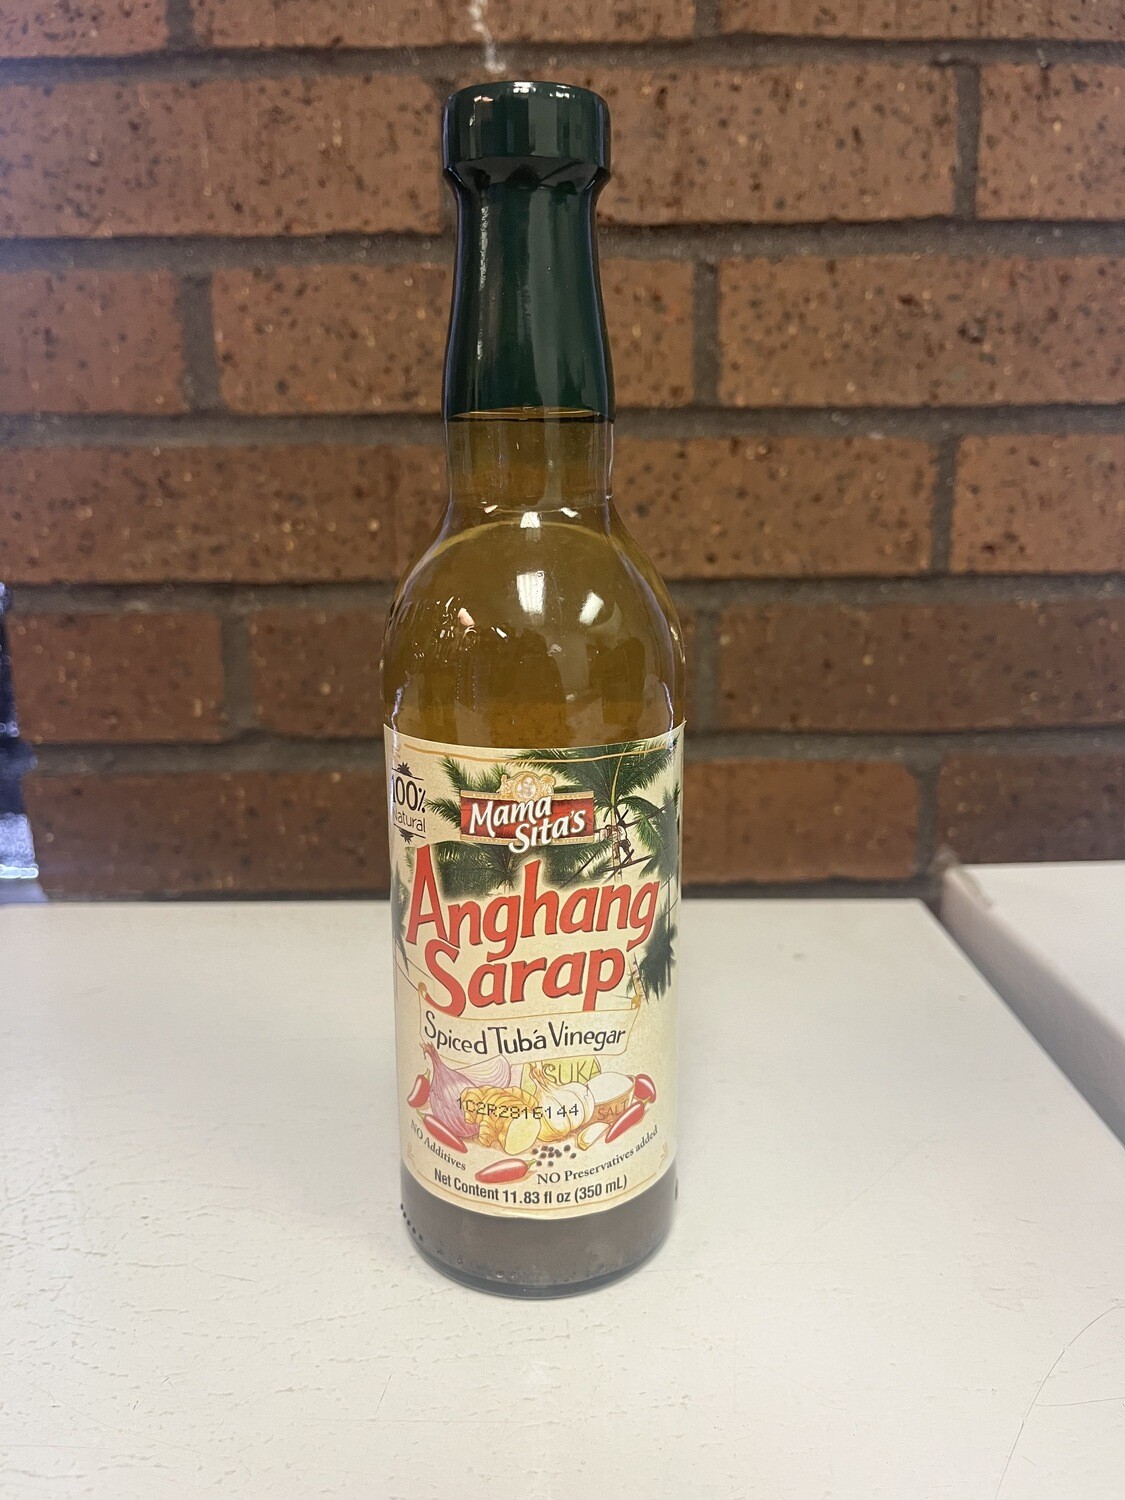 100%
Natural
Mama
Sita's
Anghang
Sarap
Spiced Tubá Vinegar
SUKA
1C2R2816144
SALT
NO Additives
NO Preservatives added
Net Content 11.83 fl oz (350 mL)